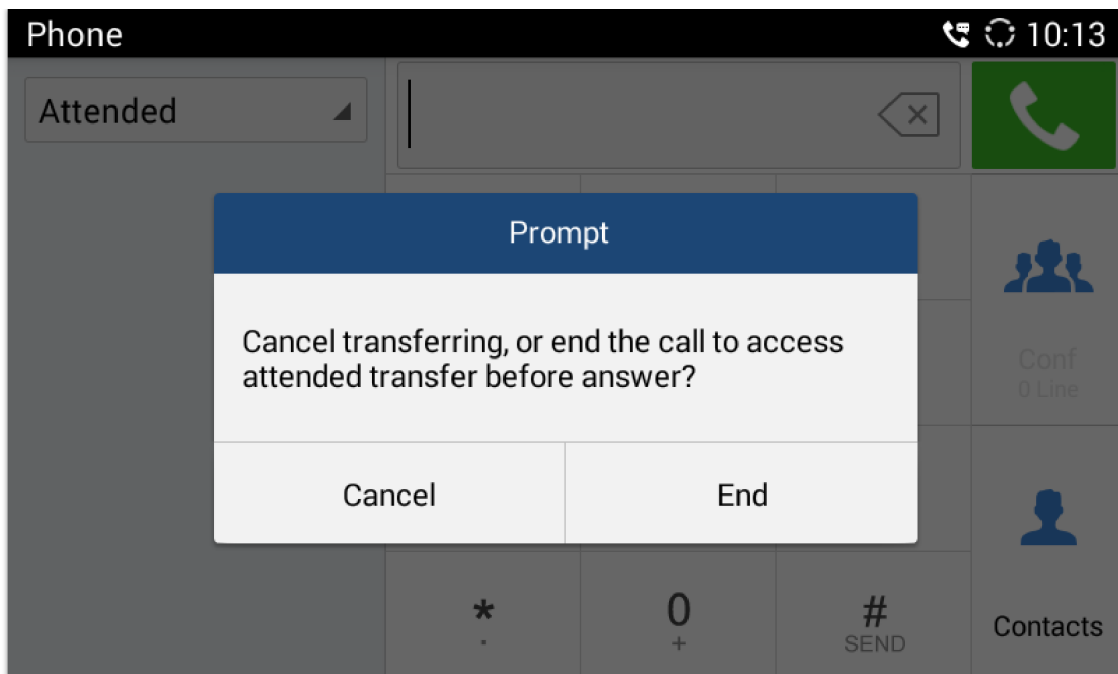 Phone
10:13
Attended
Prompt
Cancel transferring, or end the call to access
attended transfer before answer?
Cancel
End
Conf
0 Line
*
.
0
+
#
SEND
Contacts